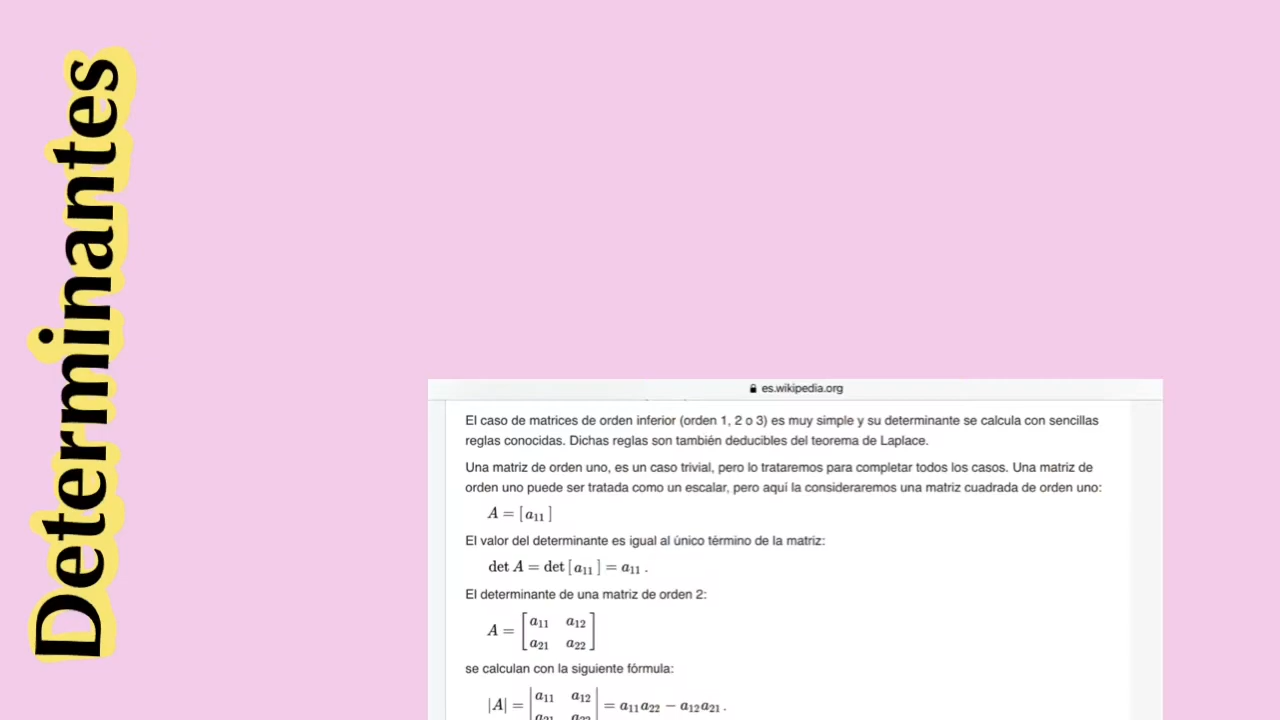 Determinantes
es.wikipedia.org
El caso de matrices de orden inferior (orden 1, 2 o 3) es muy simple y su determinante se calcula con sencillas
reglas conocidas. Dichas reglas son también deducibles del teorema de Laplace.
Una matriz de orden uno, es un caso trivial, pero lo trataremos para completar todos los casos. Una matriz de
orden uno puede ser tratada como un escalar, pero aquí la consideraremos una matriz cuadrada de orden uno:
A = [ a₁₁ ]
El valor del determinante es igual al único término de la matriz:
det A = det [ a₁₁ ] = a₁₁ .
El determinante de una matriz de orden 2:
a₁₁ a₁₂
A =
a₂₁ a₂₂
se calculan con la siguiente fórmula:
a₁₁ a₁₂
|A| = = a₁₁a₂₂ − a₁₂a₂₁ .